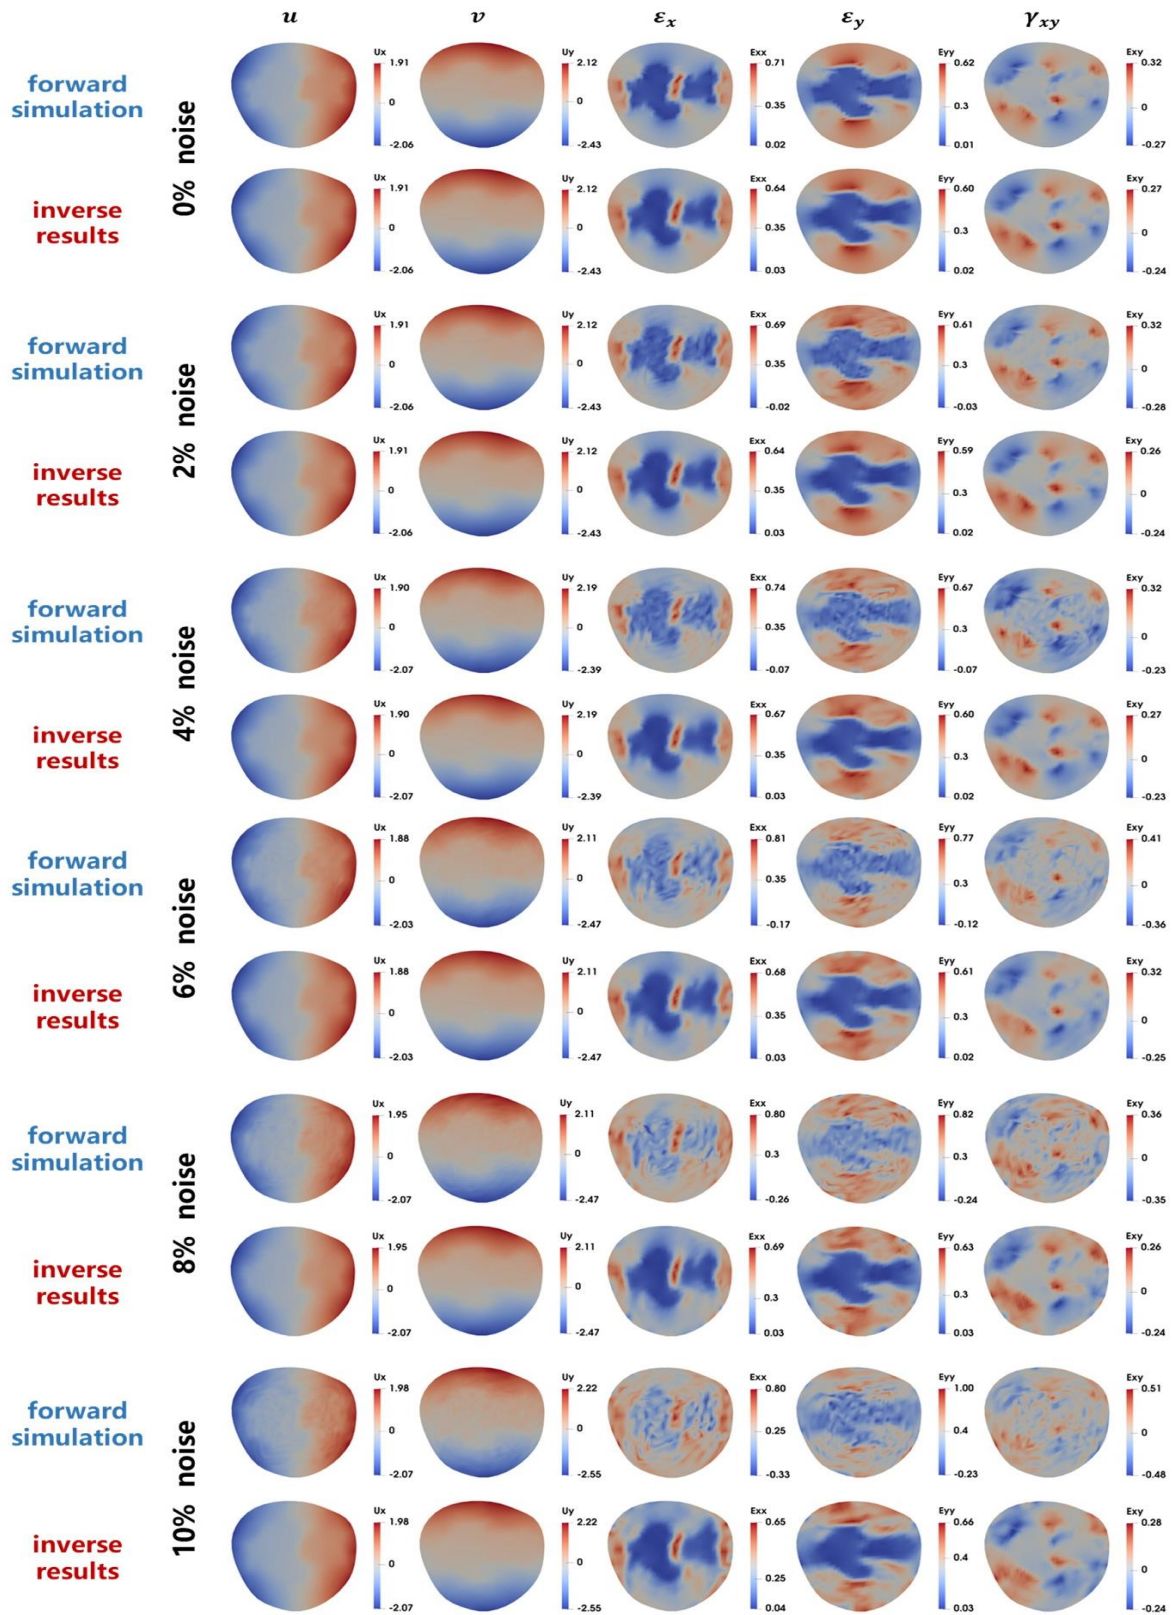 u v εx εy γxy
forward simulation
Ux 1.91 0 -2.06
Uy 2.12 0 -2.43
Exx 0.71 0.35 0.02
Eyy 0.62 0.3 0.01
Exy 0.32 0 -0.27
0% noise
inverse results
Ux 1.91 0 -2.06
Uy 2.12 0 -2.43
Exx 0.64 0.35 0.03
Eyy 0.60 0.3 0.02
Exy 0.27 0 -0.24
forward simulation
Ux 1.91 0 -2.06
Uy 2.12 0 -2.43
Exx 0.69 0.35 -0.02
Eyy 0.61 0.3 -0.03
Exy 0.32 0 -0.28
2% noise
inverse results
Ux 1.91 0 -2.06
Uy 2.12 0 -2.43
Exx 0.64 0.35 0.03
Eyy 0.59 0.3 0.02
Exy 0.26 0 -0.24
forward simulation
Ux 1.90 0 -2.07
Uy 2.19 0 -2.39
Exx 0.74 0.35 -0.07
Eyy 0.67 0.3 -0.07
Exy 0.32 0 -0.23
4% noise
inverse results
Ux 1.90 0 -2.07
Uy 2.19 0 -2.39
Exx 0.67 0.35 0.03
Eyy 0.60 0.3 0.02
Exy 0.27 0 -0.23
forward simulation
Ux 1.88 0 -2.03
Uy 2.11 0 -2.47
Exx 0.81 0.35 -0.17
Eyy 0.77 0.3 -0.12
Exy 0.41 0 -0.36
6% noise
inverse results
Ux 1.88 0 -2.03
Uy 2.11 0 -2.47
Exx 0.68 0.35 0.03
Eyy 0.61 0.3 0.02
Exy 0.32 0 -0.25
forward simulation
Ux 1.95 0 -2.07
Uy 2.11 0 -2.47
Exx 0.80 0.3 -0.26
Eyy 0.82 0.3 -0.24
Exy 0.36 0 -0.35
8% noise
inverse results
Ux 1.95 0 -2.07
Uy 2.11 0 -2.47
Exx 0.69 0.3 0.03
Eyy 0.63 0.3 0.03
Exy 0.26 0 -0.24
forward simulation
Ux 1.98 0 -2.07
Uy 2.22 0 -2.55
Exx 0.80 0.25 -0.33
Eyy 1.00 0.4 -0.23
Exy 0.51 0 -0.48
10% noise
inverse results
Ux 1.98 0 -2.07
Uy 2.22 0 -2.55
Exx 0.65 0.25 0.04
Eyy 0.66 0.4 0.03
Exy 0.28 0 -0.24